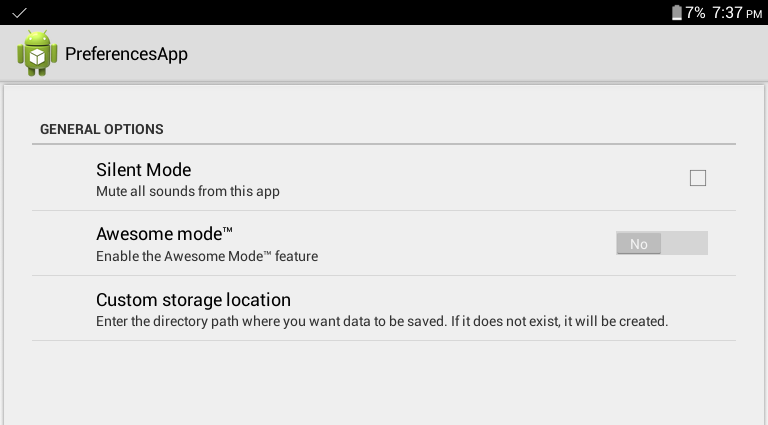 7% 7:37 PM
PreferencesApp
GENERAL OPTIONS
Silent Mode
Mute all sounds from this app
Awesome mode™
No
Enable the Awesome Mode™ feature
Custom storage location
Enter the directory path where you want data to be saved. If it does not exist, it will be created.